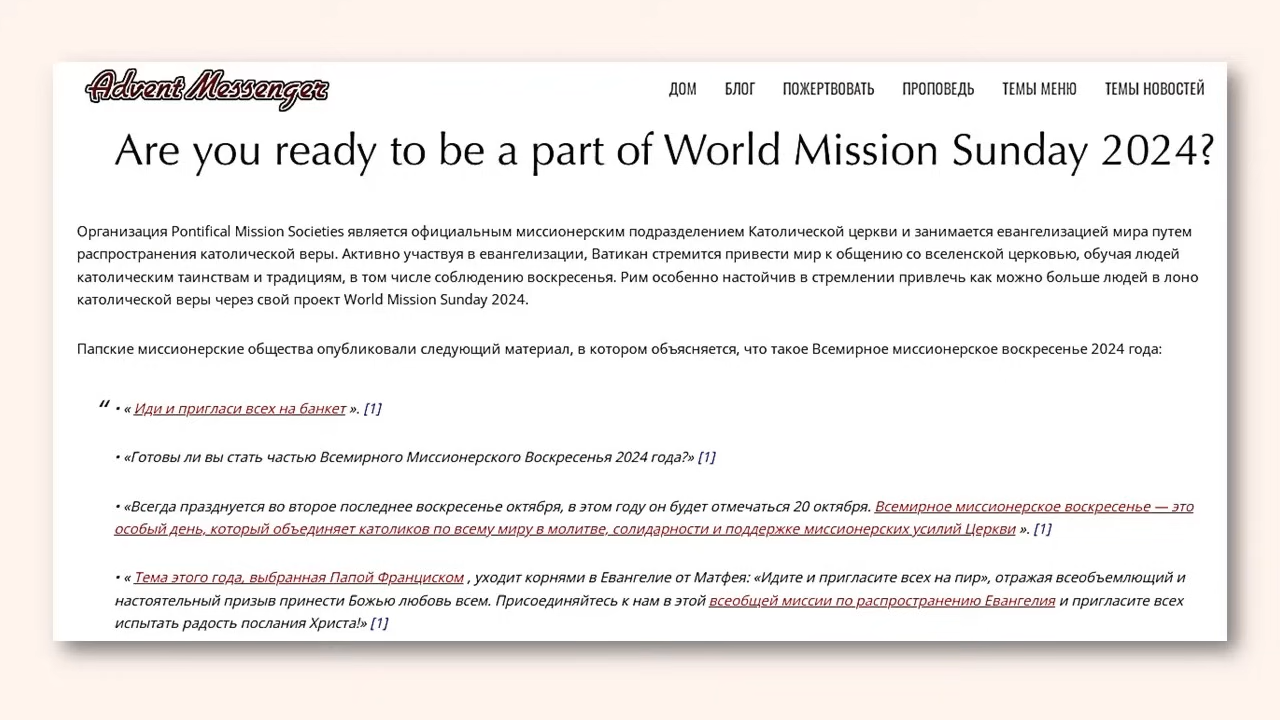 Advent Messenger
ДОМ БЛОГ ПОЖЕРТВОВАТЬ ПРОПОВЕДЬ ТЕМЫ МЕНЮ ТЕМЫ НОВОСТЕЙ
Are you ready to be a part of World Mission Sunday 2024?
Организация Pontifical Mission Societies является официальным миссионерским подразделением Католической церкви и занимается евангелизацией мира путем
распространения католической веры. Активно участвуя в евангелизации, Ватикан стремится привести мир к общению со вселенской церковью, обучая людей
католическим таинствам и традициям, в том числе соблюдению воскресенья. Рим особенно настойчив в стремлении привлечь как можно больше людей в лоно
католической веры через свой проект World Mission Sunday 2024.
Папские миссионерские общества опубликовали следующий материал, в котором объясняется, что такое Всемирное миссионерское воскресенье 2024 года:
“ • « Иди и пригласи всех на банкет ». [1]
• «Готовы ли вы стать частью Всемирного Миссионерского Воскресенья 2024 года?» [1]
• «Всегда празднуется во второе последнее воскресенье октября, в этом году он будет отмечаться 20 октября. Всемирное миссионерское воскресенье — это
особый день, который объединяет католиков по всему миру в молитве, солидарности и поддержке миссионерских усилий Церкви ». [1]
• « Тема этого года, выбранная Папой Франциском , уходит корнями в Евангелие от Матфея: «Идите и пригласите всех на пир», отражая всеобъемлющий и
настоятельный призыв принести Божью любовь всем. Присоединяйтесь к нам в этой всеобщей миссии по распространению Евангелия и пригласите всех
испытать радость послания Христа!» [1]